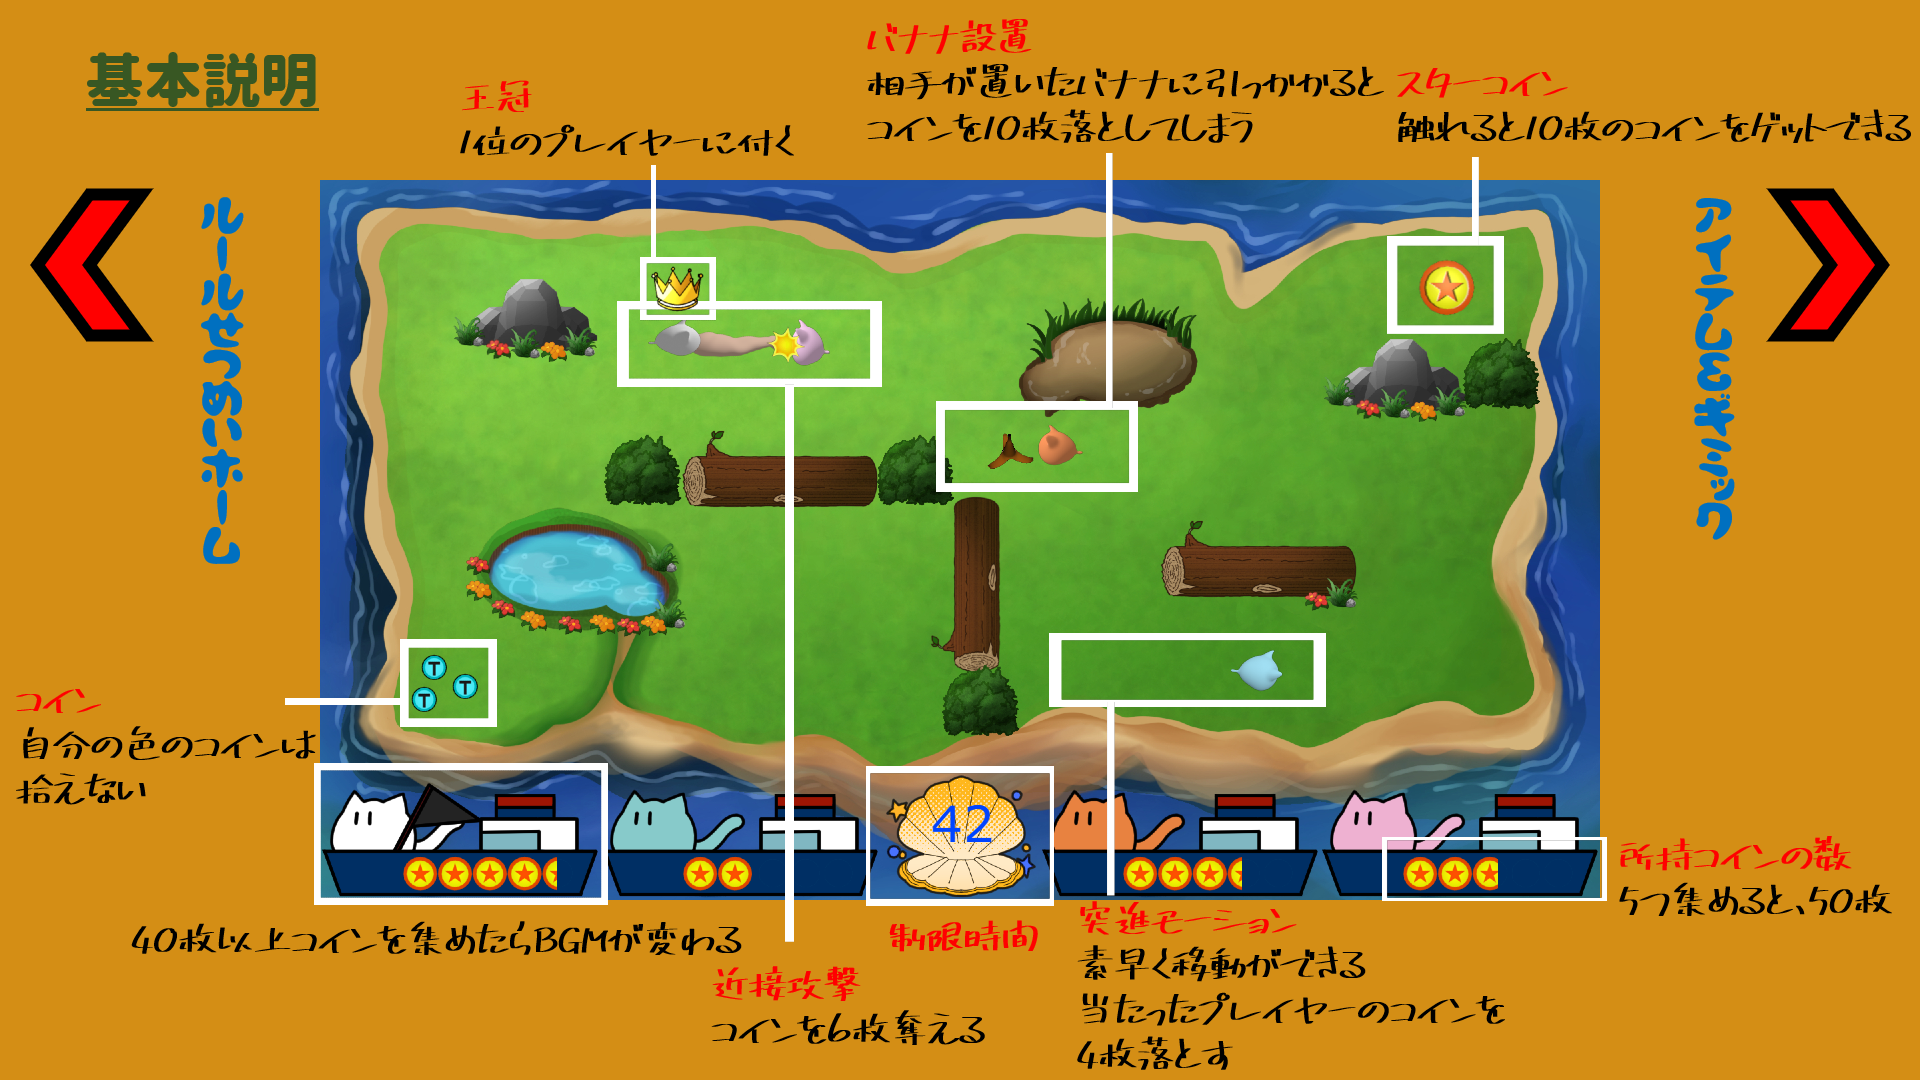 基本説明
王冠
1位のプレイヤーに付く
バナナ設置
相手が置いたバナナに引っかかると
コインを10枚落としてしまう
スターコイン
触れると10枚のコインをゲットできる
ルールせつめいホーム
アイテム&ギミック
T
T
T
コイン
自分の色のコインは
拾えない
42
40枚以上コインを集めたらBGMが変わる
近接攻撃
コインを6枚奪える
制限時間
突進モーション
素早く移動ができる
当たったプレイヤーのコインを
4枚落とす
所持コインの数
5つ集めると、50枚